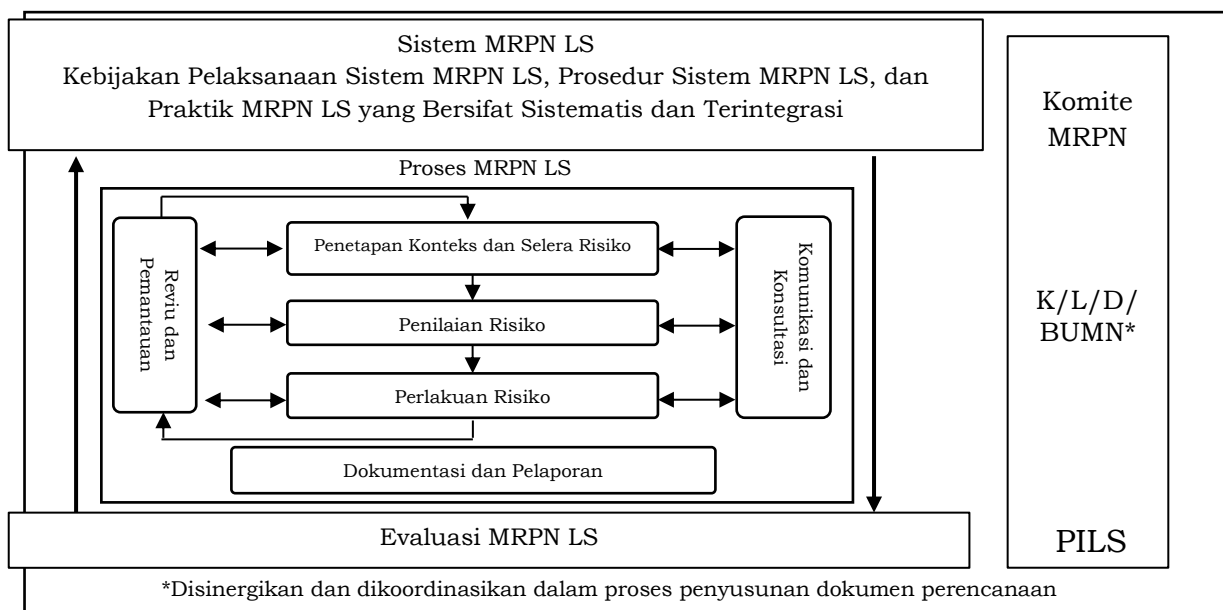 Sistem MRPN LS
Kebijakan Pelaksanaan Sistem MRPN LS, Prosedur Sistem MRPN LS, dan
Praktik MRPN LS yang Bersifat Sistematis dan Terintegrasi
Proses MRPN LS
Reviu dan
Pemantauan
Penetapan Konteks dan Selera Risiko
Penilaian Risiko
Perlakuan Risiko
Komunikasi dan
Konsultasi
Dokumentasi dan Pelaporan
Evaluasi MRPN LS
Komite
MRPN
K/L/D/
BUMN*
PILS
*Disinergikan dan dikoordinasikan dalam proses penyusunan dokumen perencanaan